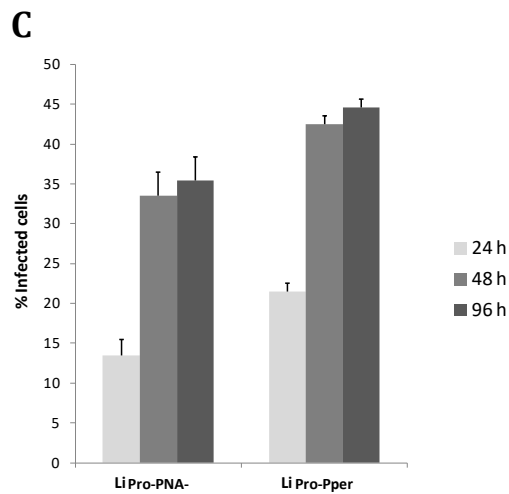 C
50
45
40
35
30
25
20
15
10
5
0
% Infected cells
Li Pro-PNA-
Li Pro-Pper
24 h
48 h
96 h